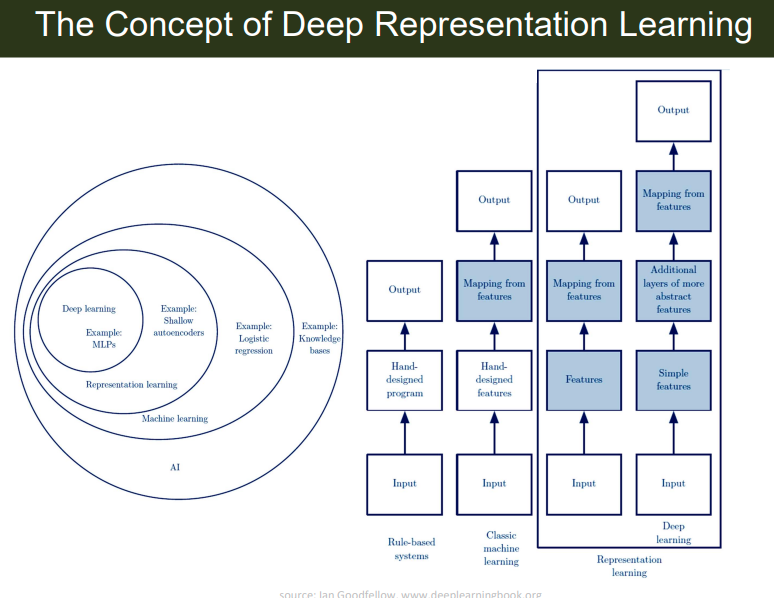 The Concept of Deep Representation Learning
Deep learning
Example:
MLPs
Example:
Shallow
autoencoders
Example:
Logistic
regression
Example:
Knowledge
bases
Representation learning
Machine learning
AI
Output
Hand-
designed
program
Input
Rule-based
systems
Output
Mapping from
features
Hand-
designed
features
Input
Classic
machine
learning
Output
Mapping from
features
Features
Input
Output
Mapping from
features
Additional
layers of more
abstract
features
Simple
features
Input
Deep
learning
Representation
learning
source: Ian Goodfellow, www.deeplearningbook.org